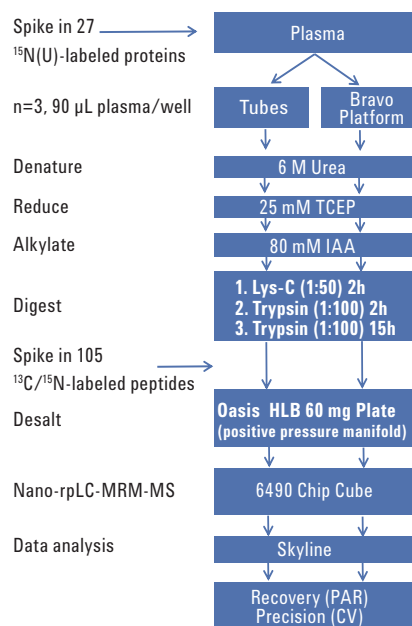 Spike in 27
¹⁵N(U)-labeled proteins
Plasma
n=3, 90 µL plasma/well
Tubes
Bravo
Platform
Denature
6 M Urea
Reduce
25 mM TCEP
Alkylate
80 mM IAA
Digest
1. Lys-C (1:50) 2h
2. Trypsin (1:100) 2h
3. Trypsin (1:100) 15h
Spike in 105
¹³C/¹⁵N-labeled peptides
Desalt
Oasis HLB 60 mg Plate
(positive pressure manifold)
Nano-rpLC-MRM-MS
6490 Chip Cube
Data analysis
Skyline
Recovery (PAR)
Precision (CV)